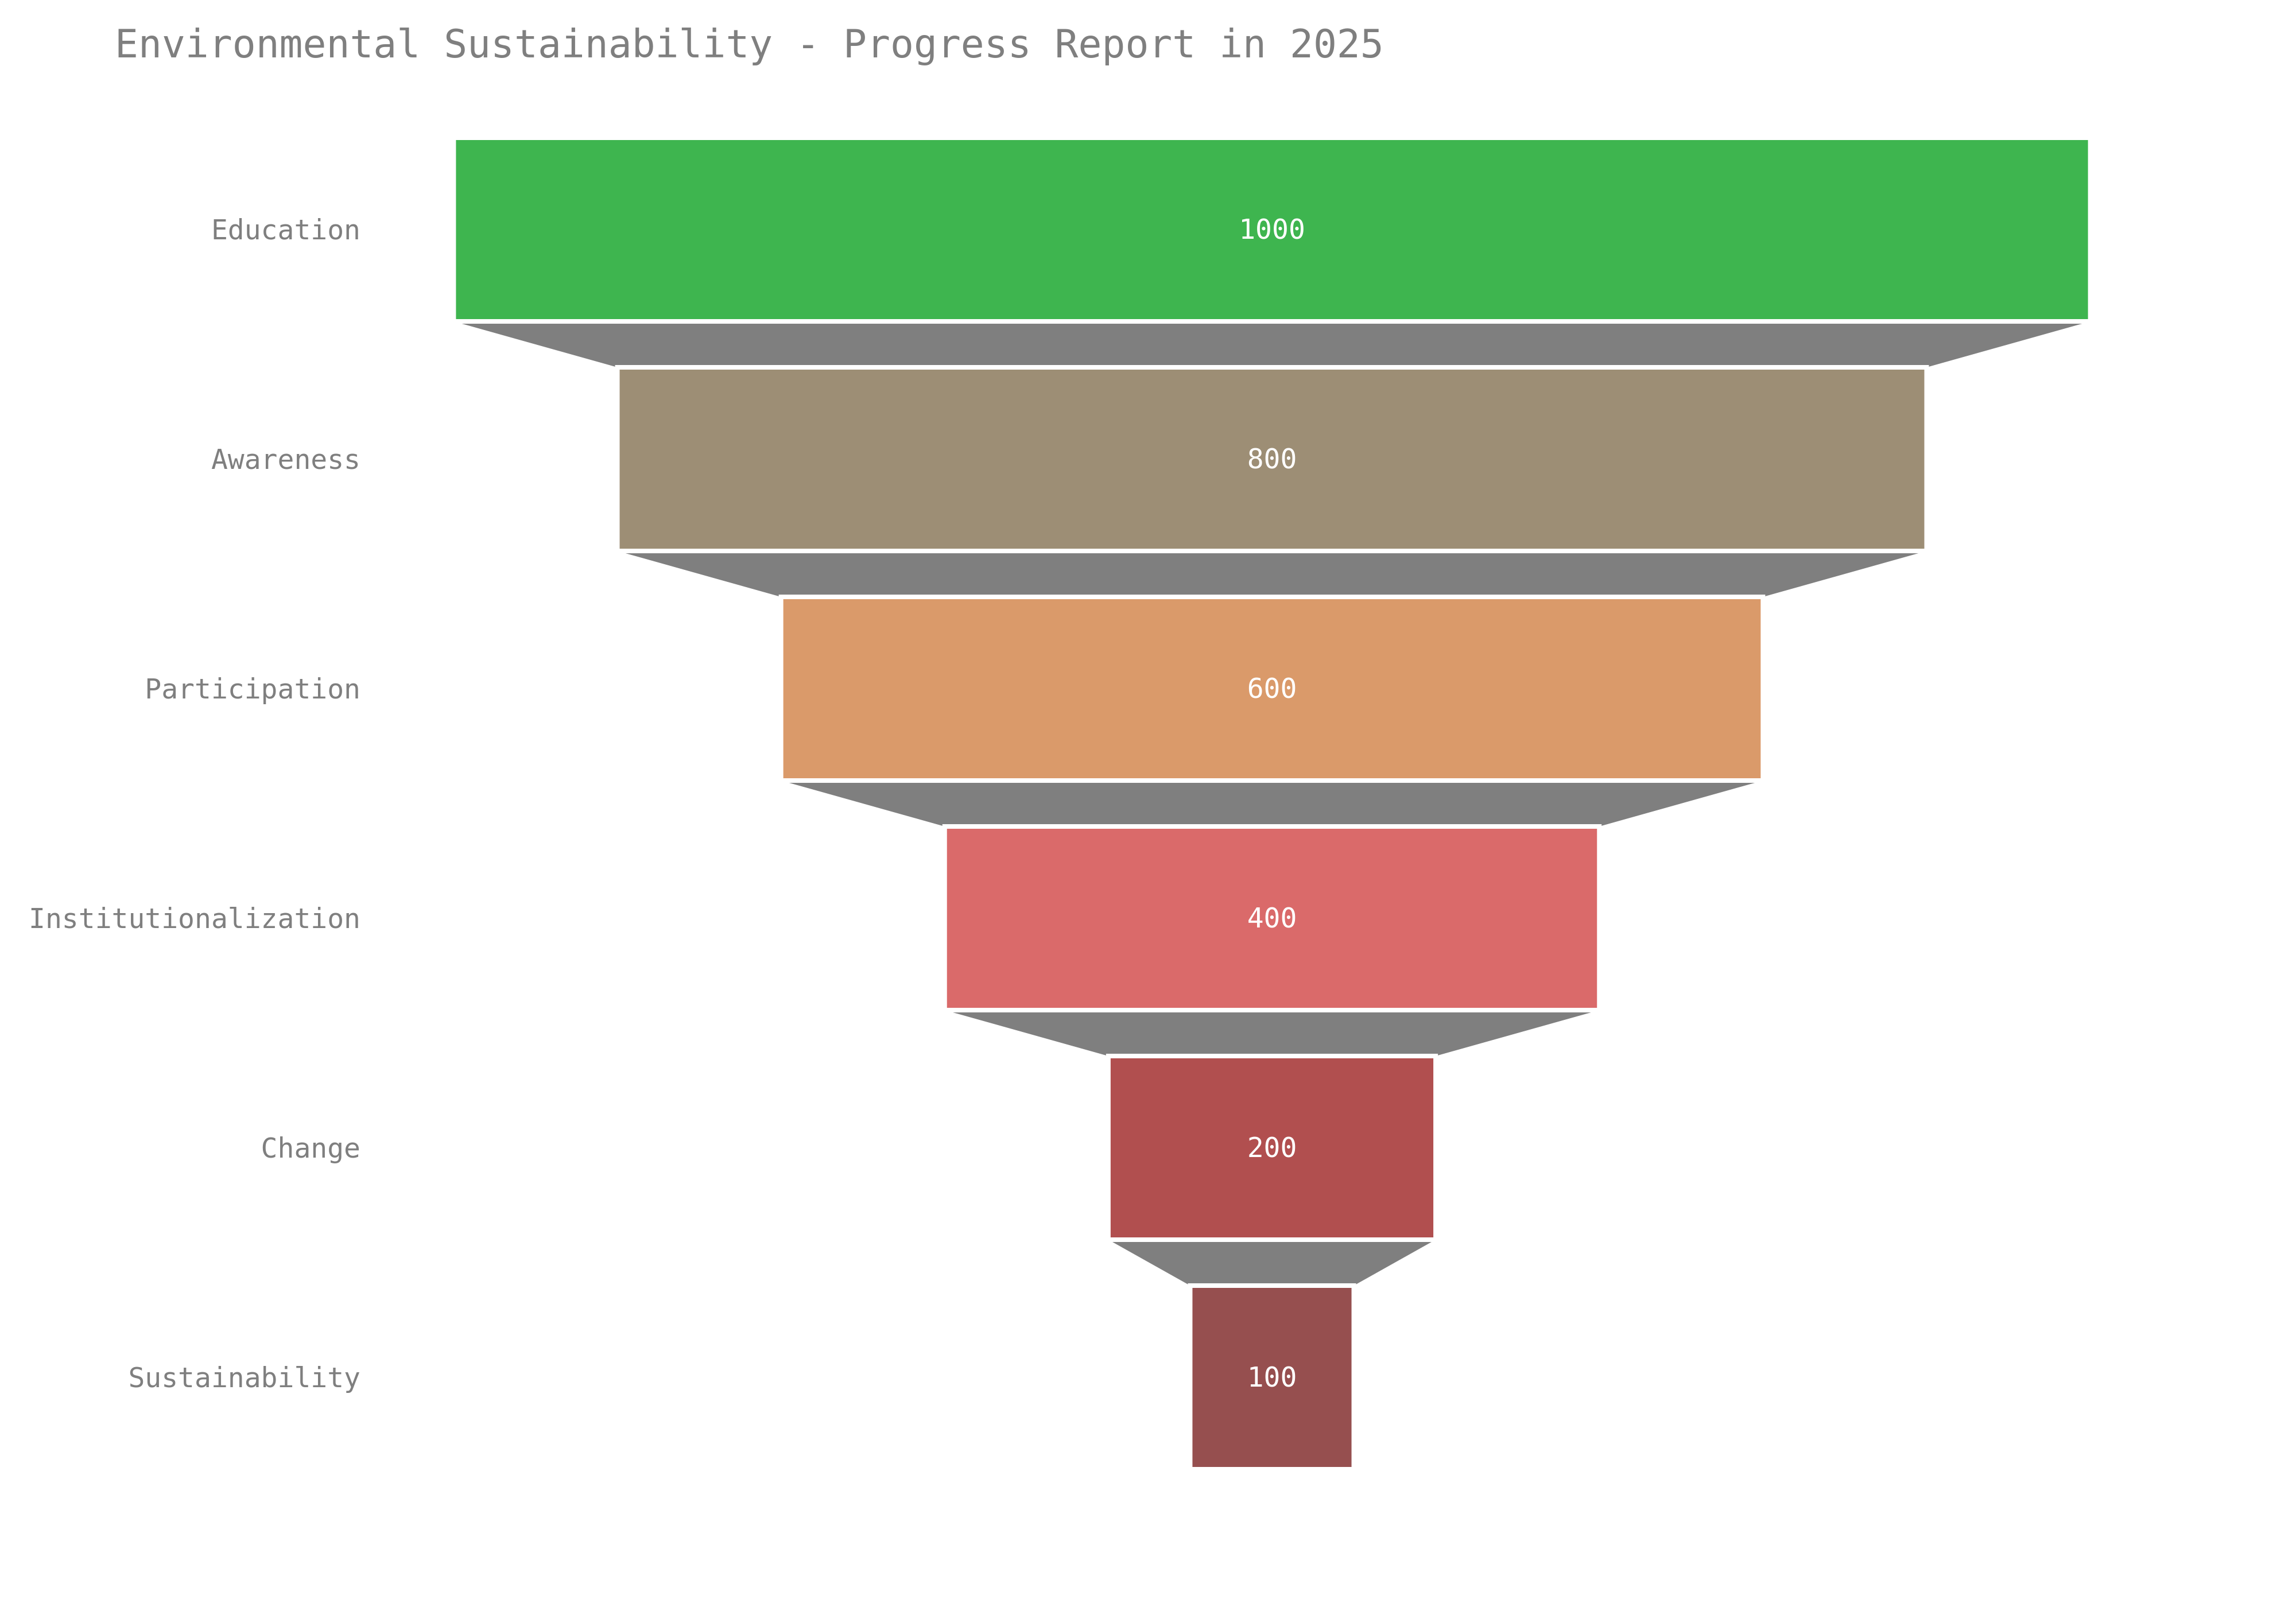 Environmental Sustainability - Progress Report in 2025
Education
1000
Awareness
800
Participation
600
Institutionalization
400
Change
200
Sustainability
100